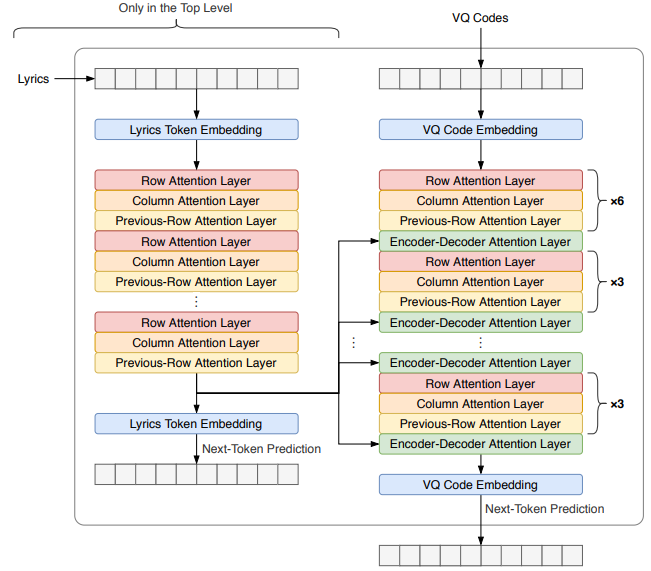 Only in the Top Level
VQ Codes
Lyrics
Lyrics Token Embedding
Row Attention Layer
Column Attention Layer
Previous-Row Attention Layer
Row Attention Layer
Column Attention Layer
Previous-Row Attention Layer
⋮
Row Attention Layer
Column Attention Layer
Previous-Row Attention Layer
Lyrics Token Embedding
Next-Token Prediction
VQ Code Embedding
Row Attention Layer
Column Attention Layer
Previous-Row Attention Layer
×6
Encoder-Decoder Attention Layer
Row Attention Layer
Column Attention Layer
Previous-Row Attention Layer
×3
Encoder-Decoder Attention Layer
⋮ ⋮
Encoder-Decoder Attention Layer
Row Attention Layer
Column Attention Layer
Previous-Row Attention Layer
×3
Encoder-Decoder Attention Layer
VQ Code Embedding
Next-Token Prediction